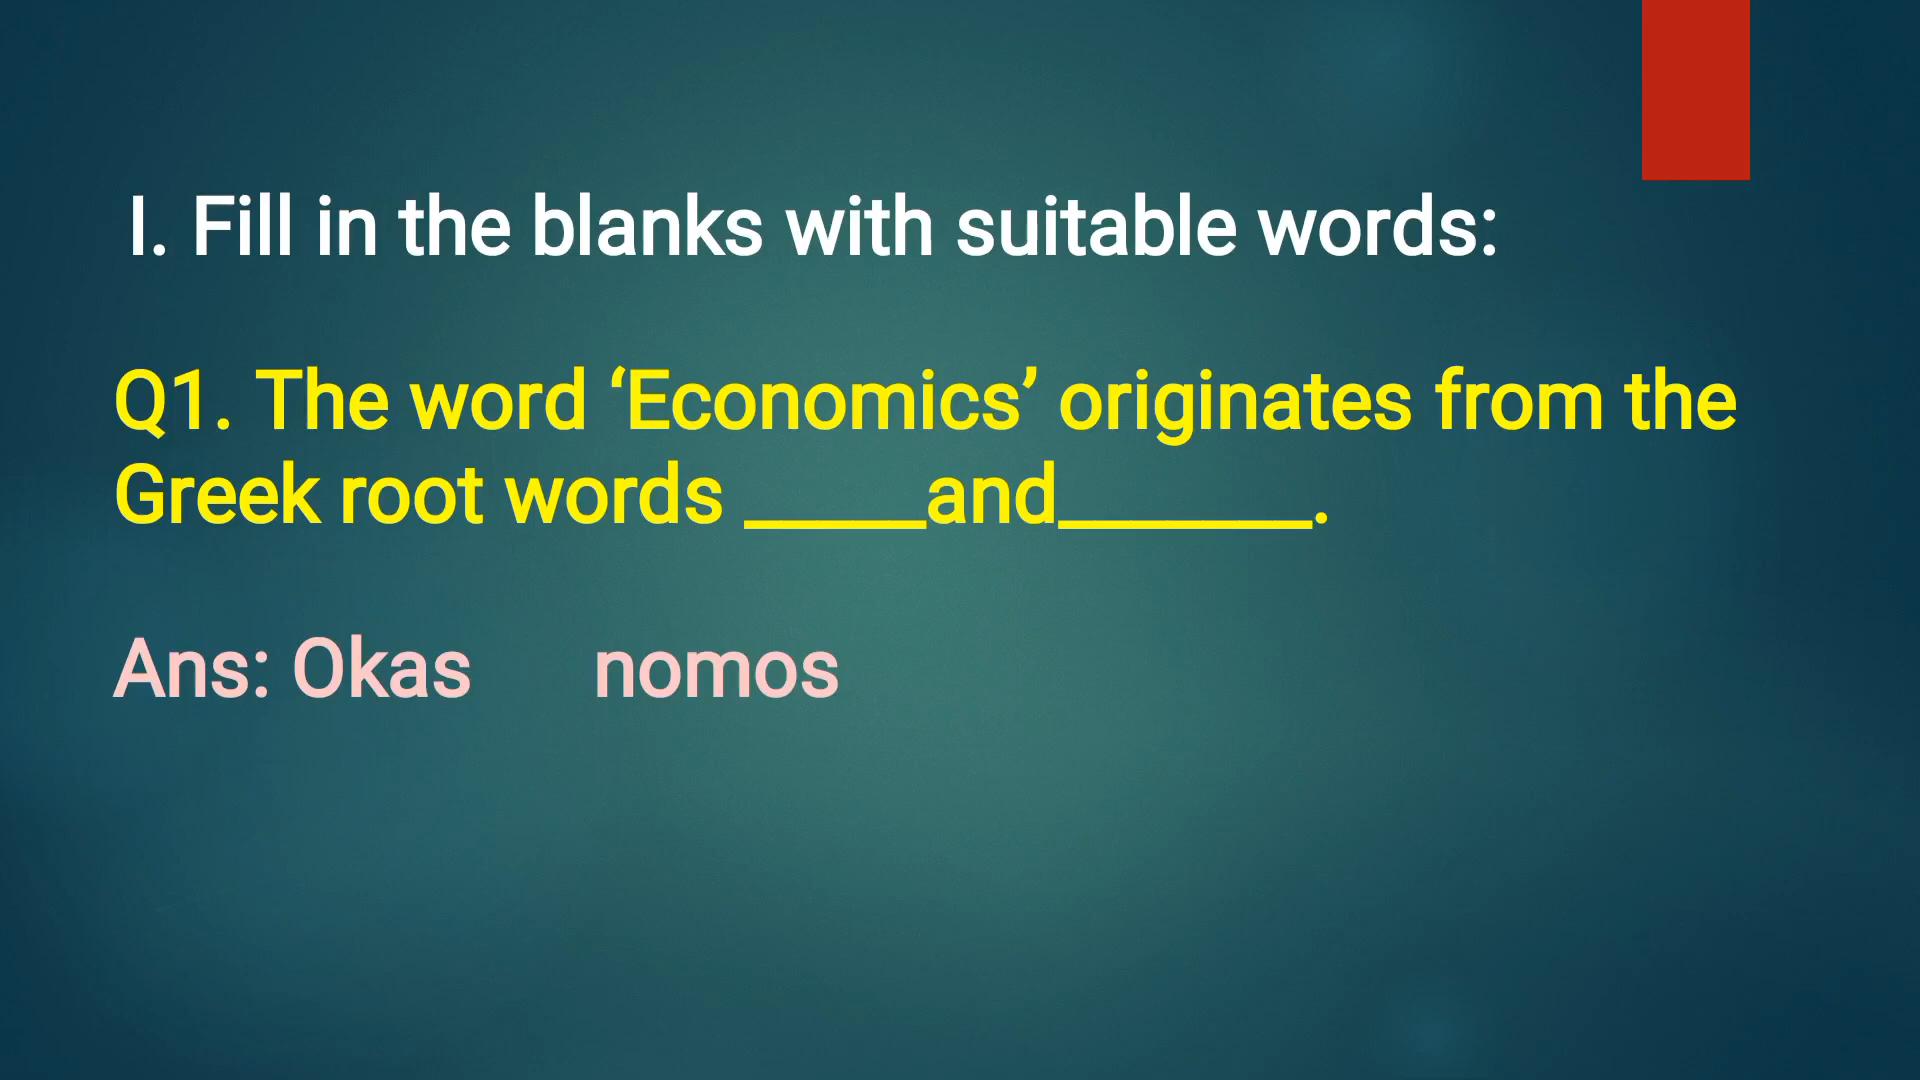 I. Fill in the blanks with suitable words:
Q1. The word ‘Economics’ originates from the
Greek root words _____and_______.
Ans: Okas nomos